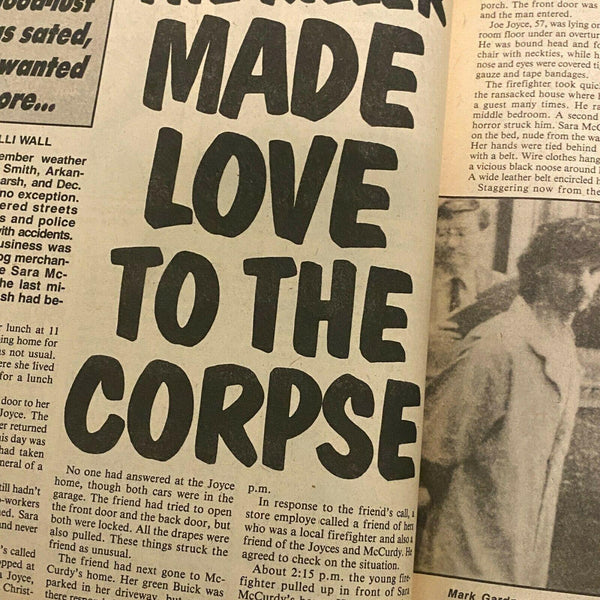 sated,
wanted
ore...
LLI WALL
ember weather
Smith, Arkan-
arsh, and Dec.
no exception.
ered streets
s and police
with accidents.
usiness was
og merchan-
e Sara Mc-
he last mi-
sh had be-
r lunch at 11
ing home for
s not usual.
ere she lived
for a lunch
door to her
Joyce. The
er returned
is day was
had taken
neral of a
till hadn't
o-workers
ed. Sara
nd never
's called
opped at
a Joyce,
Christ-
MADE
LOVE
TO THE
CORPSE
No one had answered at the Joyce
home, though both cars were in the
garage. The friend had tried to open
the front door and the back door, but
both were locked. All the drapes were
also pulled. These things struck the
friend as unusual.
The friend had next gone to Mc-
Curdy's home. Her green Buick was
parked in her driveway, but
there
p.m.
In response to the friend's call, a
store employe called a friend of hers
who was a local firefighter and also a
friend of the Joyces and McCurdy. He
agreed to check on the situation.
About 2:15 p.m. the young fire-
fighter pulled up in front of Sara
McCurdy's
porch. The front door was
and the man entered.
Joe Joyce, 57, was lying on
room floor under an overtur
He was bound head and fo
chair with neckties, while h
nose and eyes were covered ti
gauze and tape bandages.
The firefighter took quic
the ransacked house where h
a guest many times. He ra
middle bedroom. A second
horror struck him. Sara McC
on the bed, nude from the wa
Her hands were tied behind
with a belt. Wire clothes hang
a vicious black noose around h
A wide leather belt encircled h
Staggering now from the
Mark Gardn